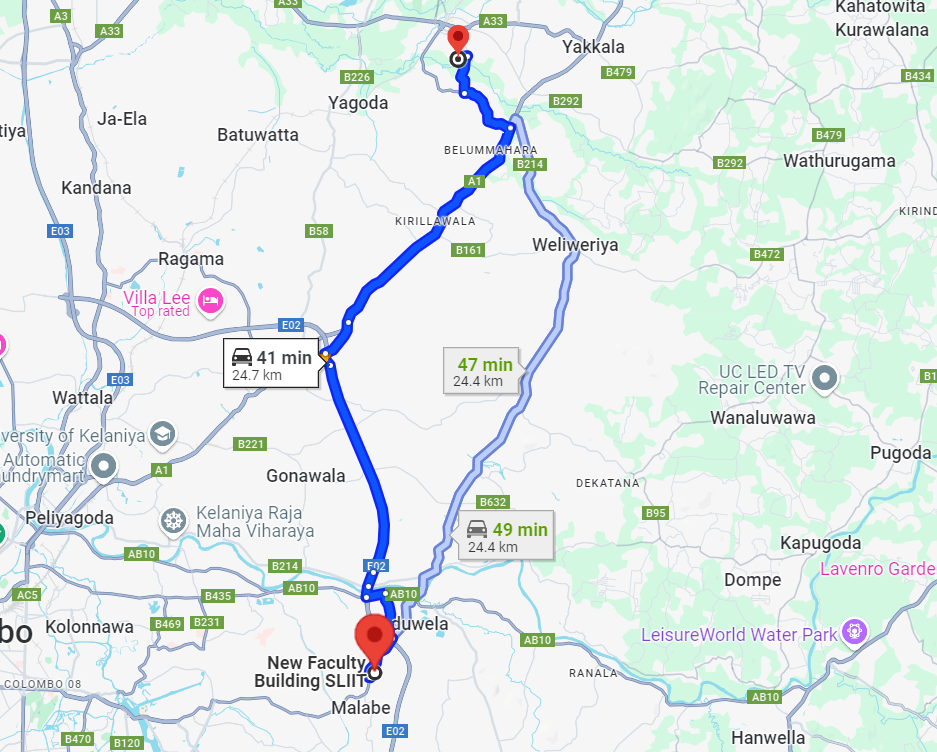 A3
A33
A33
A33
Kahatowita
Kurawalana
Yakkala
B479
B434
B226
Yagoda
B292
Ja-Ela
Batuwatta
B479
tiya
BELUMMAHARA
B214
B292
Wathurugama
Kandana
A1
KIRILLAWALA
KIRIND
E03
B58
B161
Weliweriya
B472
Ragama
Villa Lee
Top rated
E02
41 min
24.7 km
47 min
24.4 km
UC LED TV
Repair Center
E03
B1
Wattala
Wanaluwawa
versity of Kelaniya
B221
Automatic
undrymart
A1
Gonawala
Pugoda
DEKATANA
Peliyagoda
Kelaniya Raja
Maha Viharaya
B632
B95
49 min
24.4 km
Kapugoda
AB10
B214
E02
Lavenro Garde
Dompe
AC5
B435
AB10
AB10
bo
Kolonnawa
B469
B231
duwela
AB10
LeisureWorld Water Park
New Faculty
Building SLIIT
RANALA
COLOMBO 08
Malabe
AB10
B470
B120
E02
Hanwella